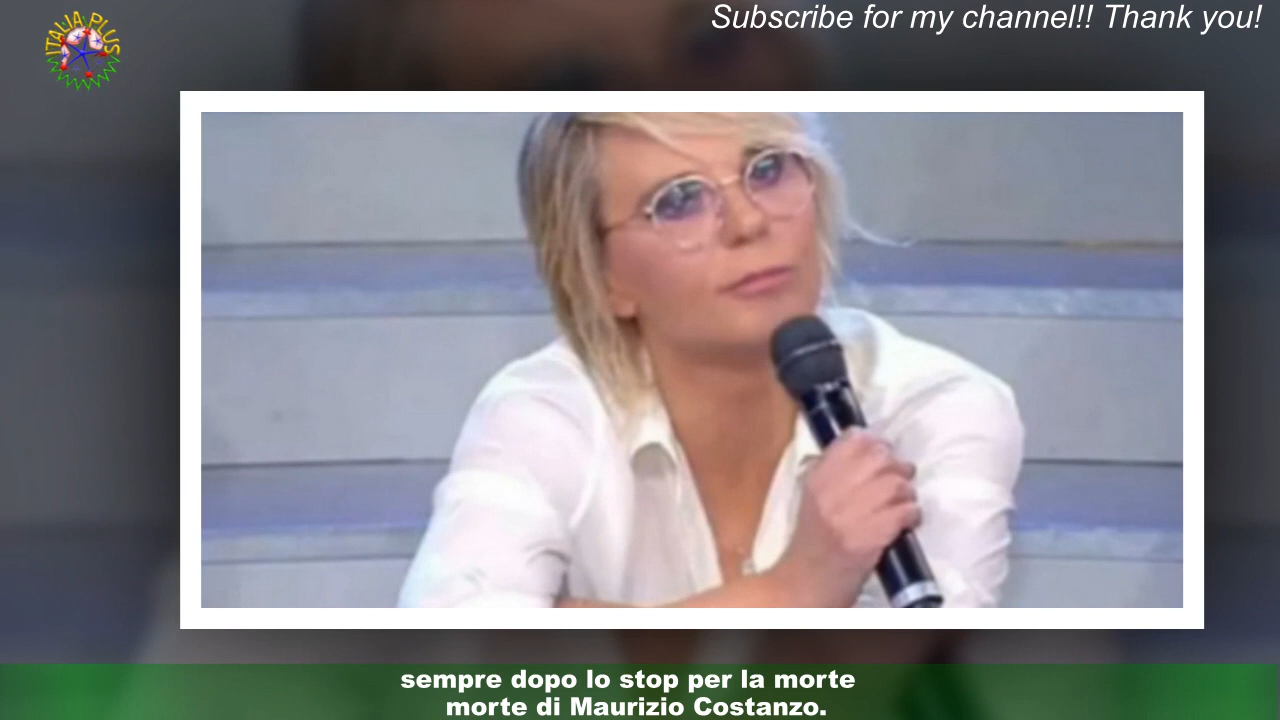 Subscribe for my channel!! Thank you!
ITALIA PLUS
sempre dopo lo stop per la morte
morte di Maurizio Costanzo.